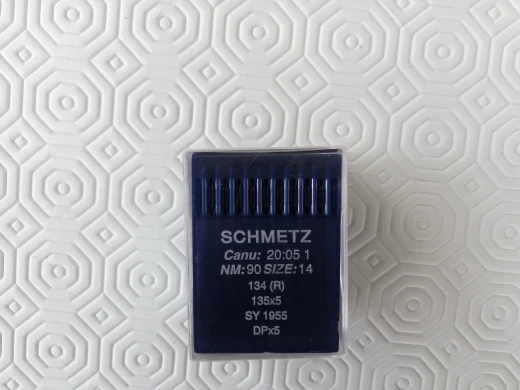 SCHMETZ
Canu: 20:05 1
NM:90 SIZE:14
134 (R)
135x5
SY 1955
DPx5